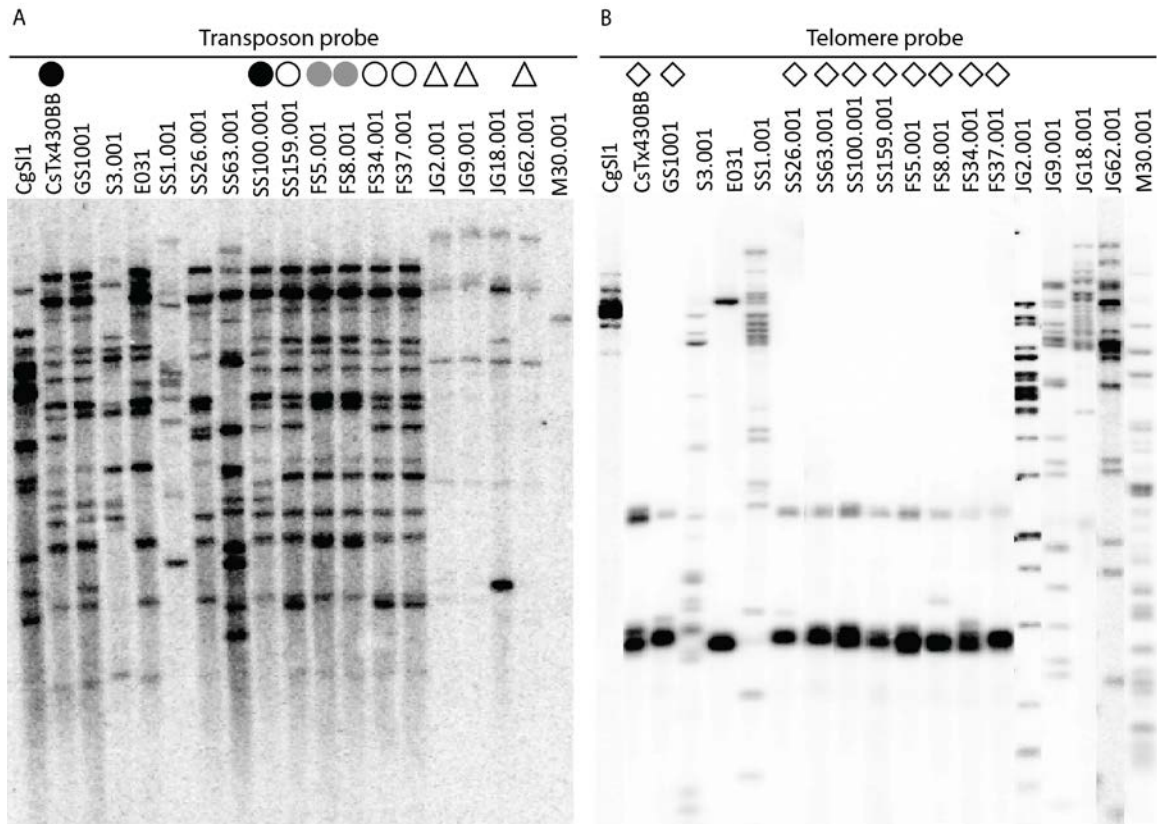 A
Transposon probe
CgSl1
CsTx430BB
GS1001
S3.001
E031
SS1.001
SS26.001
SS63.001
SS100.001
SS159.001
FS5.001
FS8.001
FS34.001
FS37.001
JG2.001
JG9.001
JG18.001
JG62.001
M30.001
B
Telomere probe
CgSl1
CsTx430BB
GS1001
S3.001
E031
SS1.001
SS26.001
SS63.001
SS100.001
SS159.001
FS5.001
FS8.001
FS34.001
FS37.001
JG2.001
JG9.001
JG18.001
JG62.001
M30.001